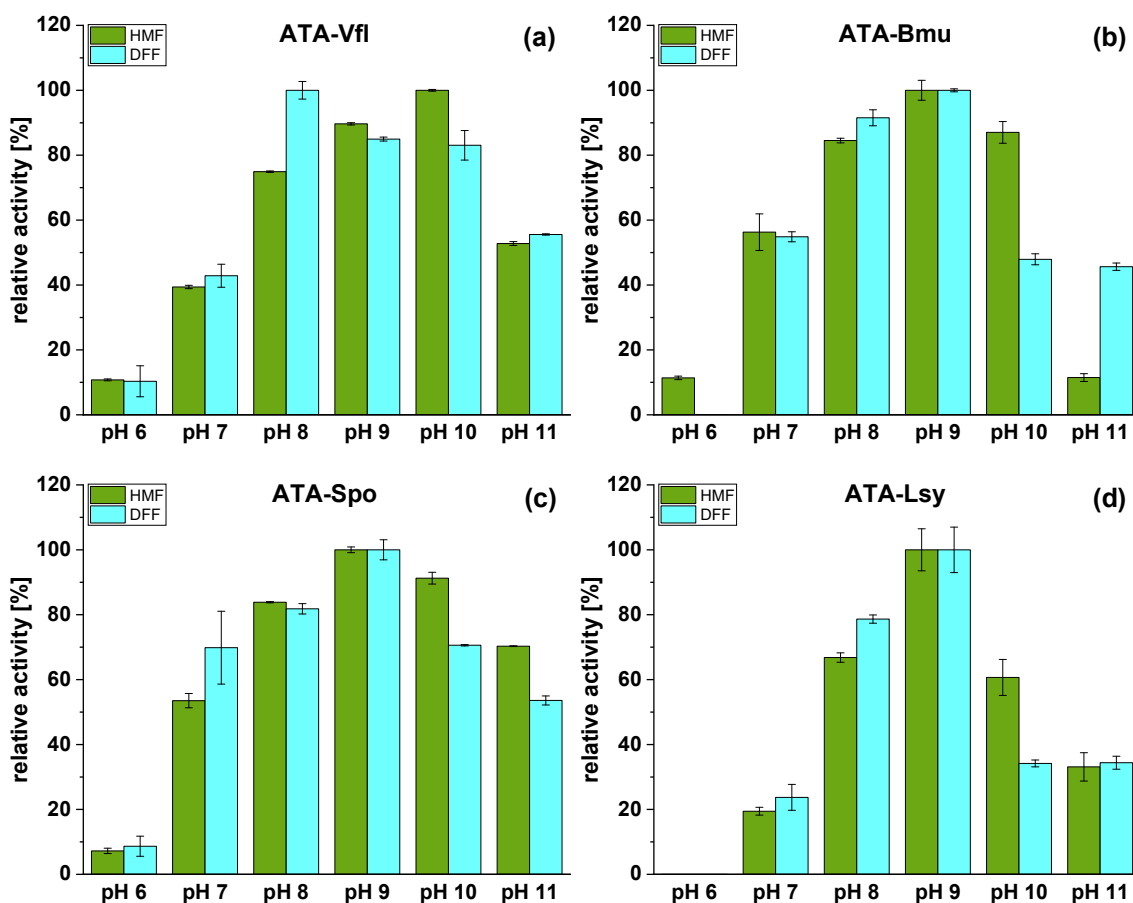 ATA-Vfl
(a)
HMF
DFF
relative activity [%]
120
100
80
60
40
20
0
pH 6 pH 7 pH 8 pH 9 pH 10 pH 11
ATA-Bmu
(b)
HMF
DFF
relative activity [%]
120
100
80
60
40
20
0
pH 6 pH 7 pH 8 pH 9 pH 10 pH 11
ATA-Spo
(c)
HMF
DFF
relative activity [%]
120
100
80
60
40
20
0
pH 6 pH 7 pH 8 pH 9 pH 10 pH 11
ATA-Lsy
(d)
HMF
DFF
relative activity [%]
120
100
80
60
40
20
0
pH 6 pH 7 pH 8 pH 9 pH 10 pH 11